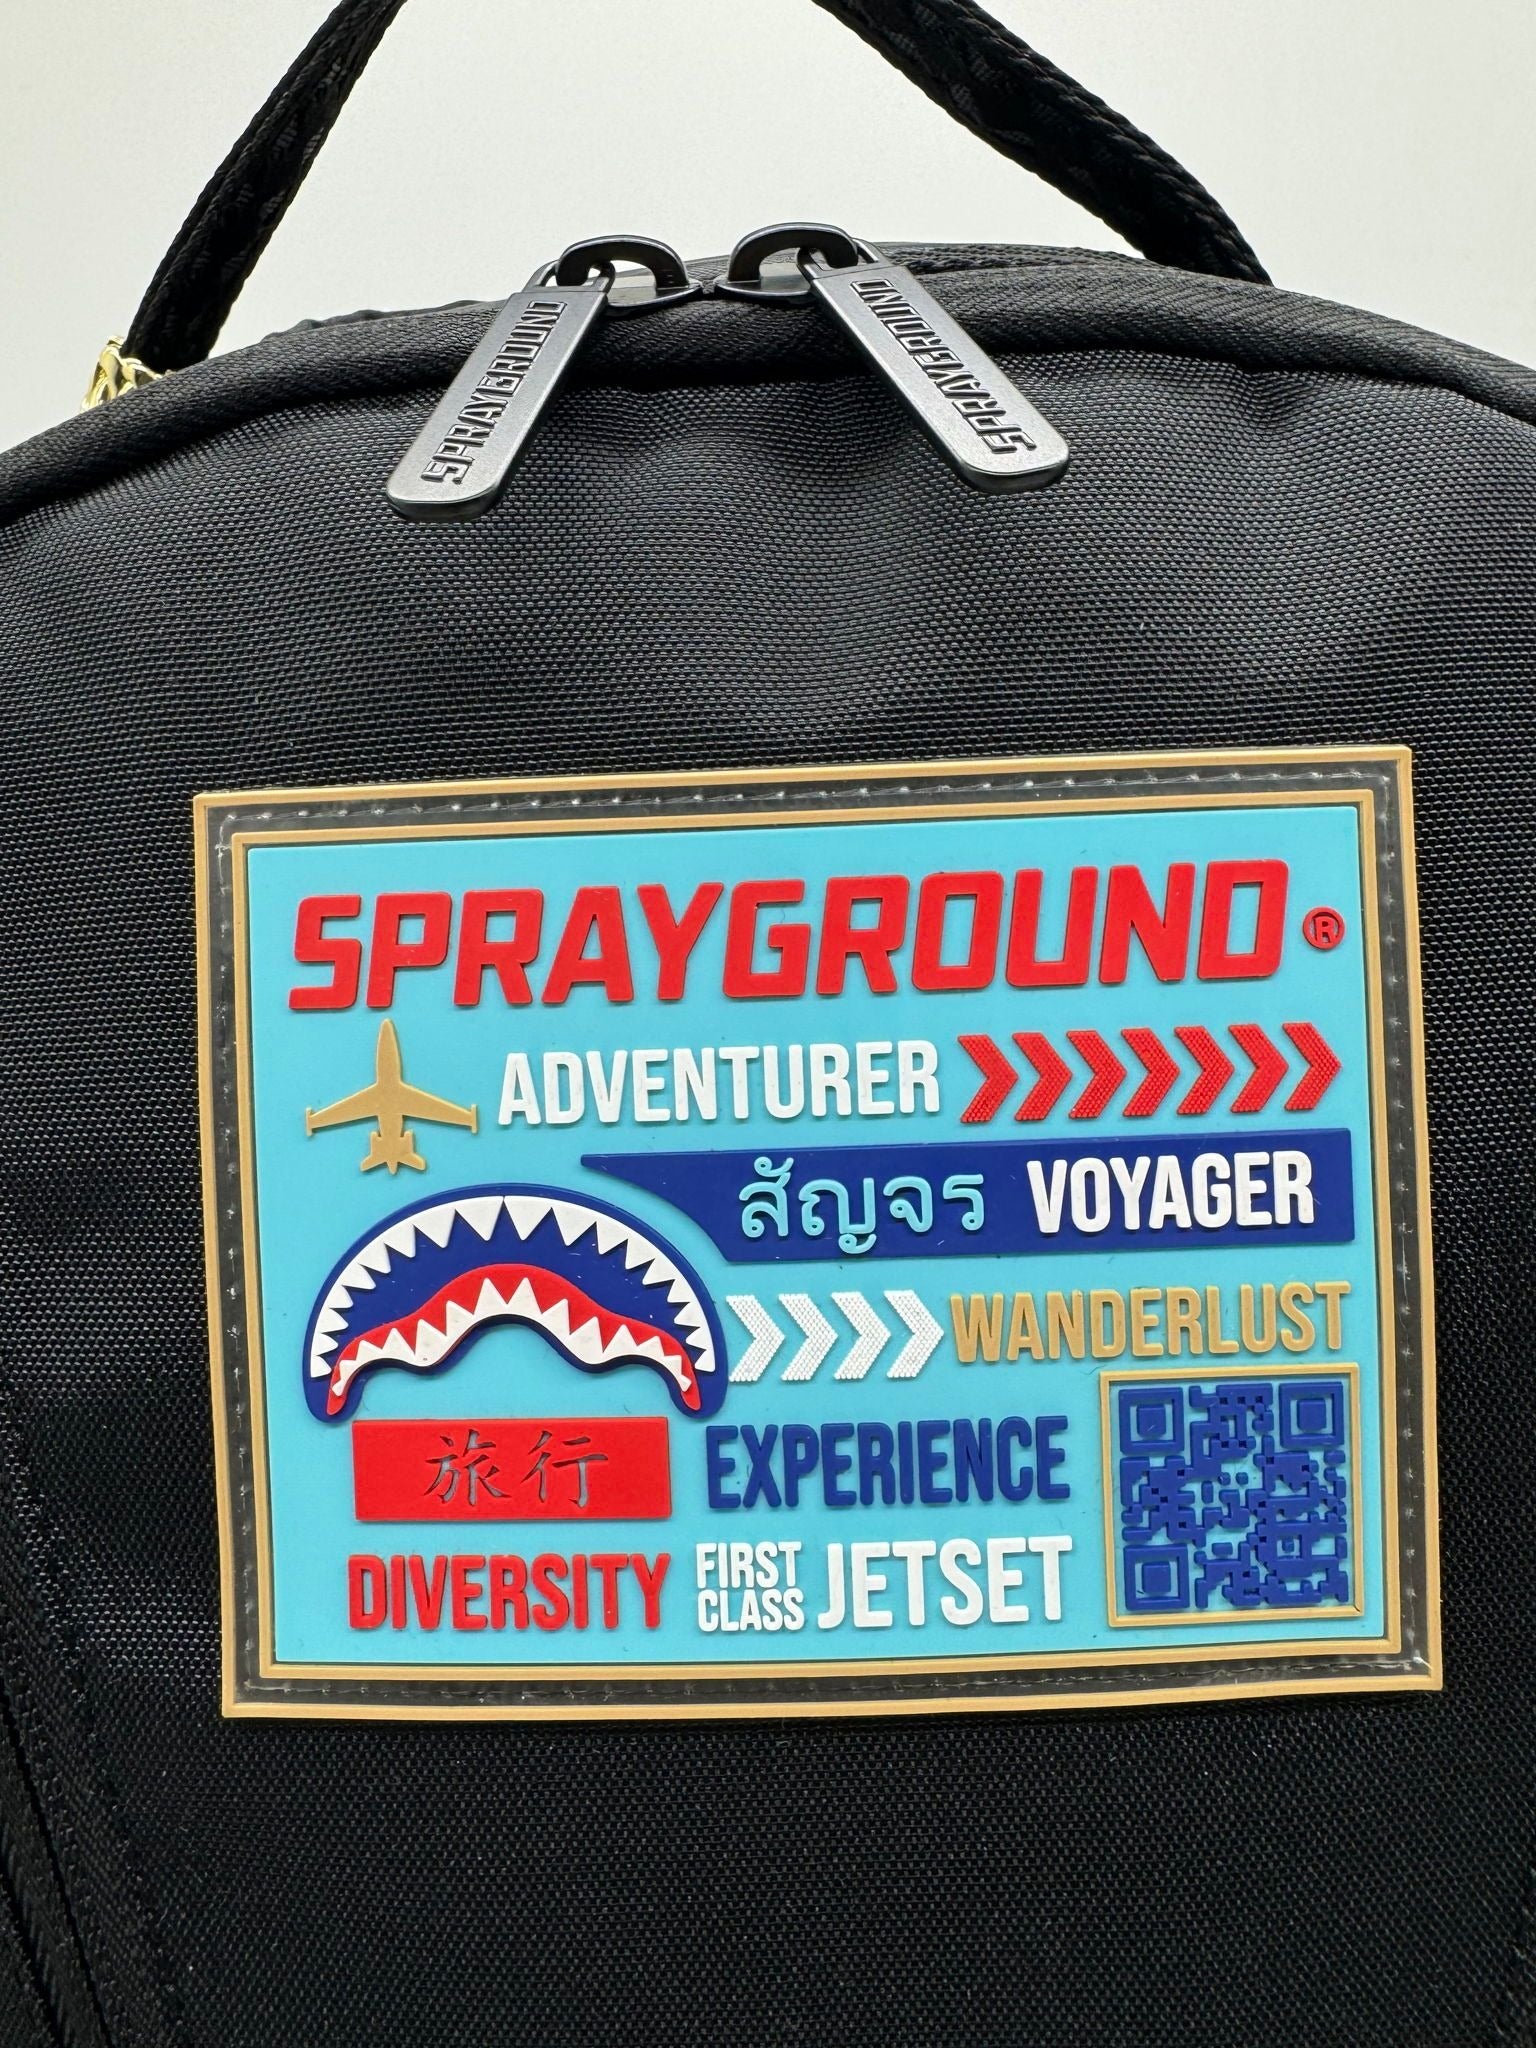 SPRAYGROUND
SPRAYGROUND
SPRAYGROUND®
ADVENTURER
สัญจร VOYAGER
WANDERLUST
旅行 EXPERIENCE
DIVERSITY FIRST CLASS JETSET